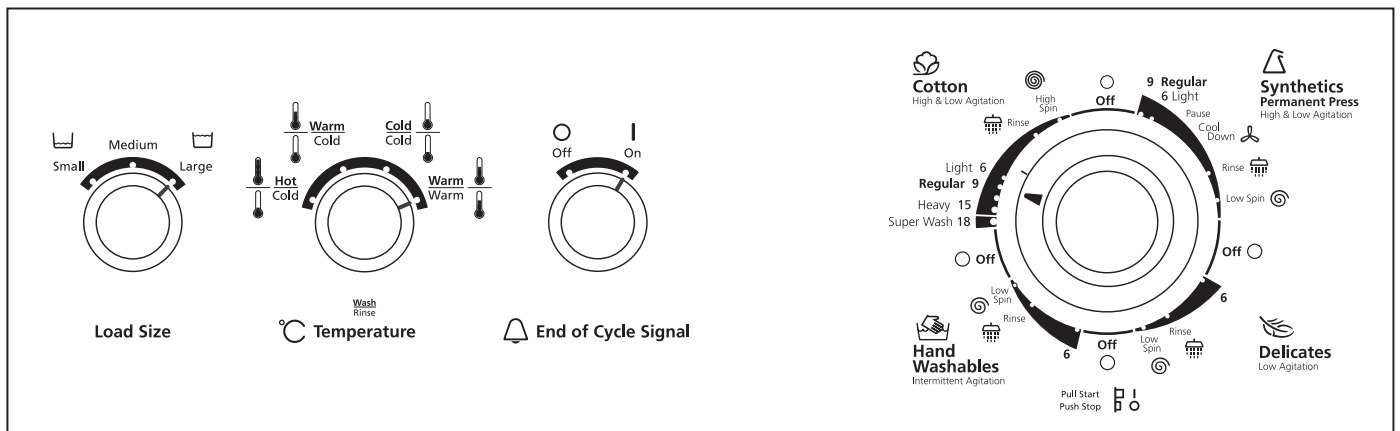 Small
Medium
Large
Load Size
Hot
Cold
Warm
Cold
Cold
Cold
Warm
Warm
Wash
Rinse
°C Temperature
Off
On
End of Cycle Signal
Cotton
High & Low Agitation
High
Spin
Rinse
Light 6
Regular 9
Heavy 15
Super Wash 18
Off
Off
9 Regular
6 Light
Pause
Cool
Down
Rinse
Low Spin
Synthetics
Permanent Press
High & Low Agitation
Off
6
Rinse
Low
Spin
Delicates
Low Agitation
Off
Low
Spin
Rinse
6
Hand
Washables
Intermittent Agitation
Pull Start
Push Stop